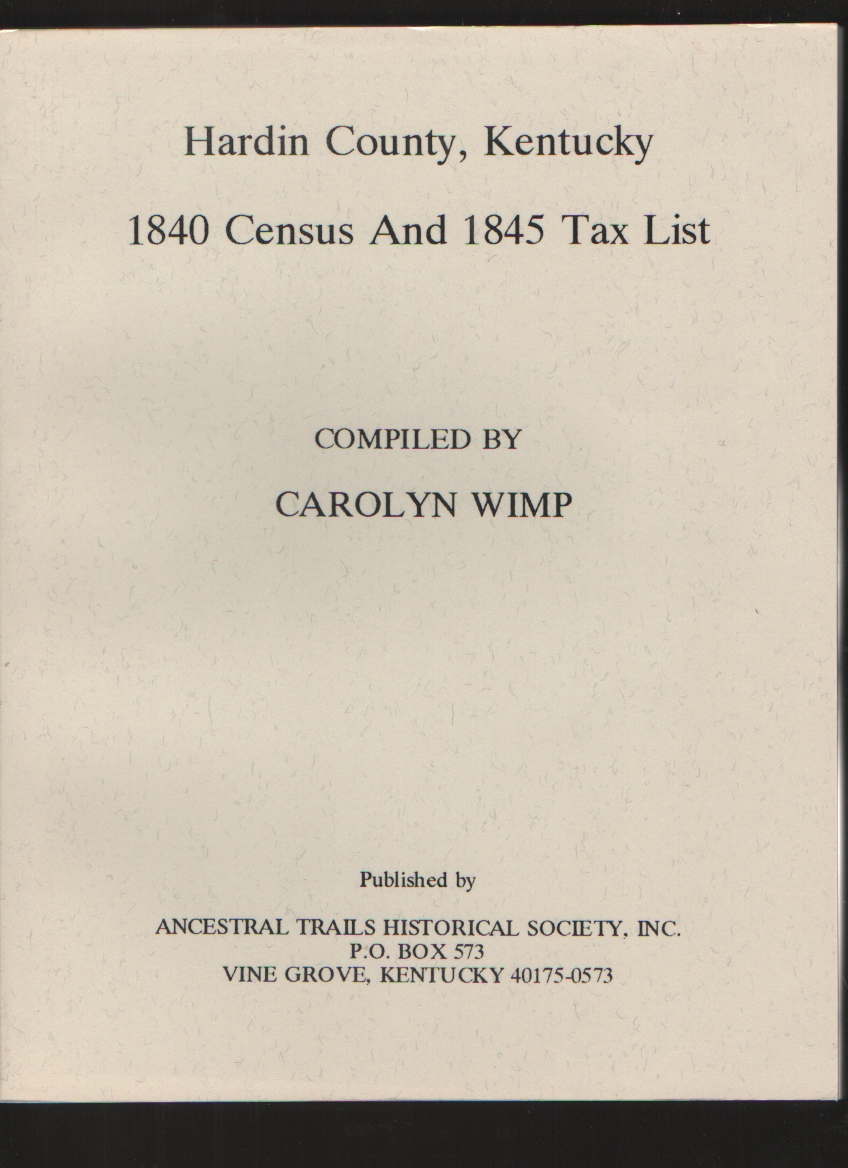 Hardin County, Kentucky
1840 Census And 1845 Tax List
COMPILED BY
CAROLYN WIMP
Published by
ANCESTRAL TRAILS HISTORICAL SOCIETY, INC.
P.O. BOX 573
VINE GROVE, KENTUCKY 40175-0573